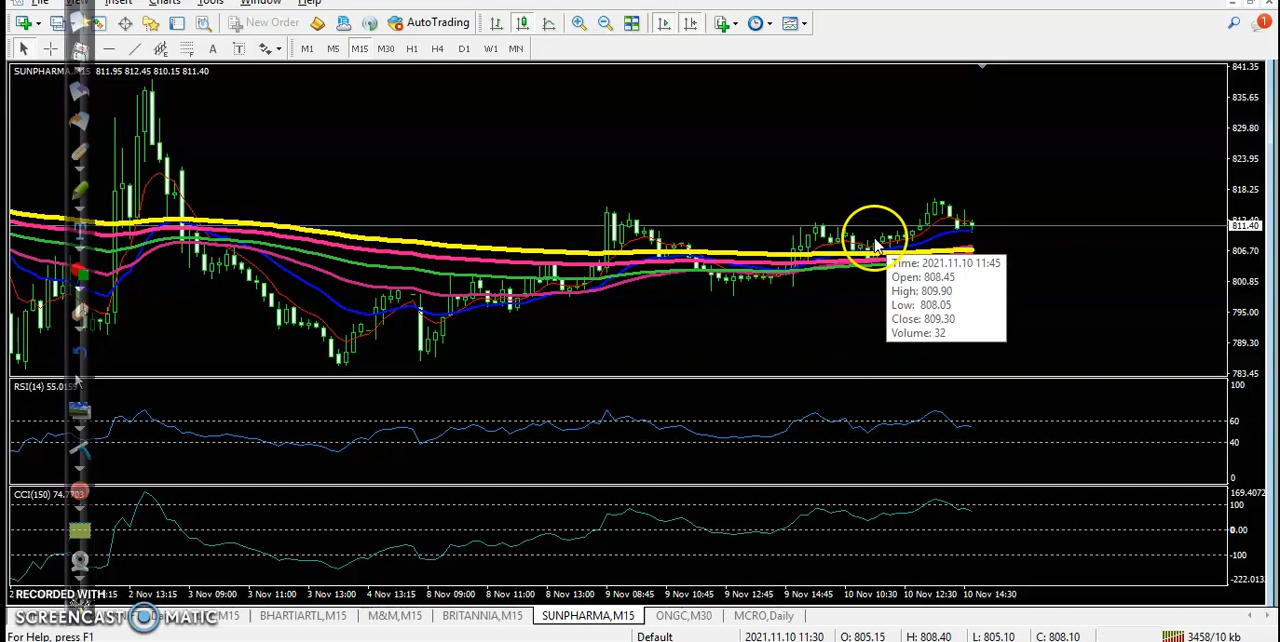 File View Insert Charts Tools Window Help
New Order AutoTrading
A T M1 M5 M15 M30 H1 H4 D1 W1 MN
SUNPHARMA,M15 811.95 812.45 810.15 811.40
841.35
835.65
829.80
823.95
818.25
811.40
806.70
800.85
795.00
789.30
783.45
Time: 2021.11.10 11:45
Open: 808.45
High: 809.90
Low: 808.05
Close: 809.30
Volume: 32
RSI(14) 55.0159
100
60
40
0
CCI(150) 74.7703
169.4072
100
0.00
-100
-222.013
2 Nov 13:15 3 Nov 09:00 3 Nov 11:00 3 Nov 13:00 8 Nov 09:00 8 Nov 11:00 8 Nov 13:00 9 Nov 08:45 9 Nov 10:45 9 Nov 12:45 9 Nov 14:45 10 Nov 10:30 10 Nov 12:30 10 Nov 14:30
RECORDED WITH
SCREENCAST MATIC
BHARTIARTL,M15 M&M,M15 BRITANNIA,M15 SUNPHARMA,M15 ONGC,M30 MCRO,Daily
For Help, press F1 Default 2021.11.10 11:30 O: 805.15 H: 808.40 L: 805.10 C: 808.10 3458/10 kb